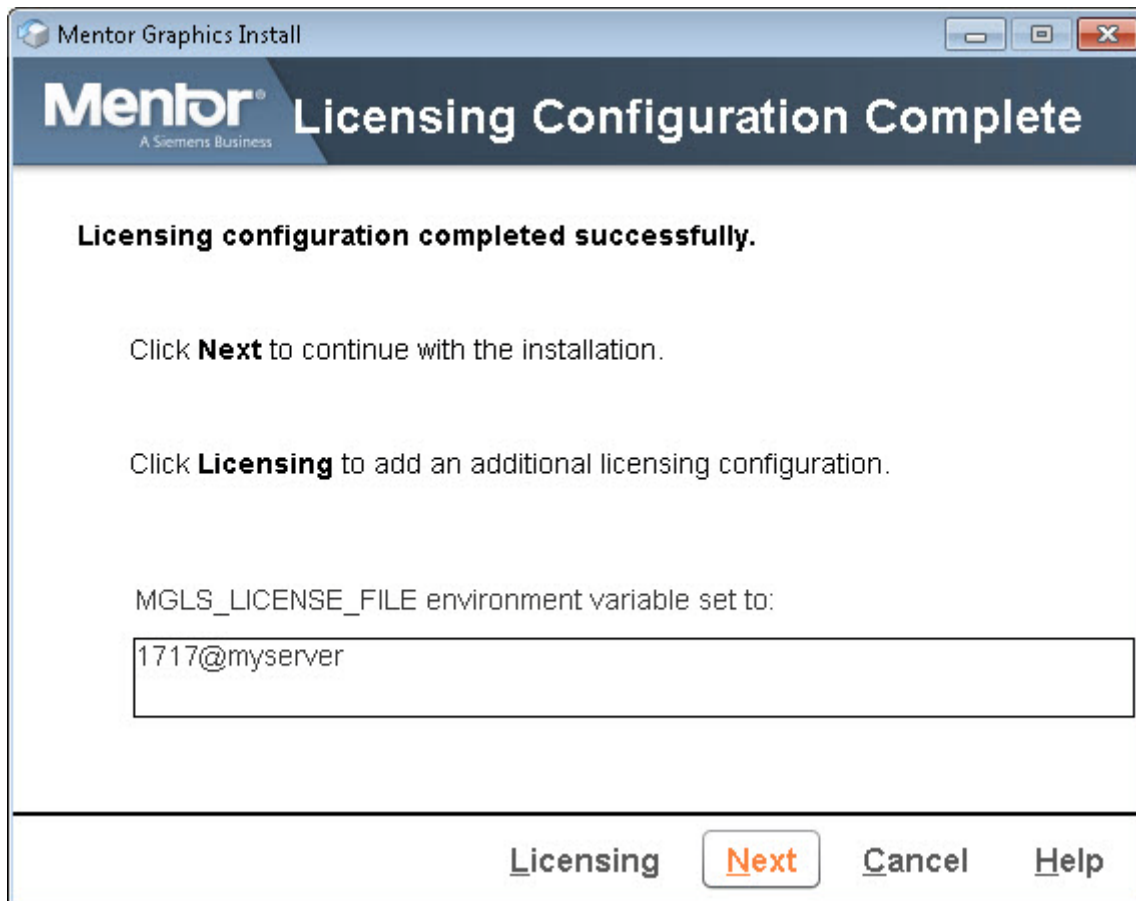 Mentor Graphics Install
Mentor®
A Siemens Business
Licensing Configuration Complete
Licensing configuration completed successfully.
Click Next to continue with the installation.
Click Licensing to add an additional licensing configuration.
MGLS_LICENSE_FILE environment variable set to:
1717@myserver
Licensing Next Cancel Help